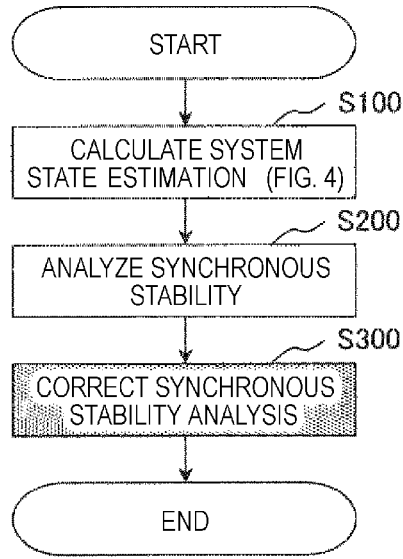 START
S100
CALCULATE SYSTEM
STATE ESTIMATION (FIG. 4)
S200
ANALYZE SYNCHRONOUS
STABILITY
S300
CORRECT SYNCHRONOUS
STABILITY ANALYSIS
END